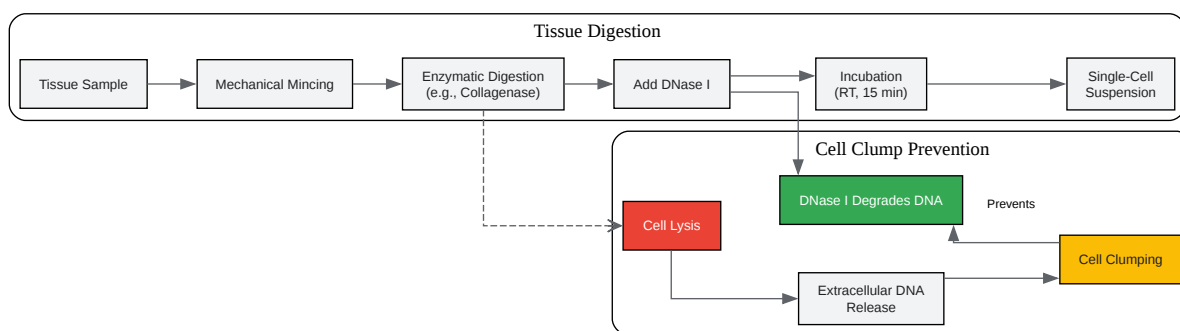 Tissue Digestion
Tissue Sample
Mechanical Mincing
Enzymatic Digestion
(e.g., Collagenase)
Add DNase I
Incubation
(RT, 15 min)
Single-Cell
Suspension
Cell Clump Prevention
DNase I Degrades DNA
Prevents
Cell Lysis
Cell Clumping
Extracellular DNA
Release